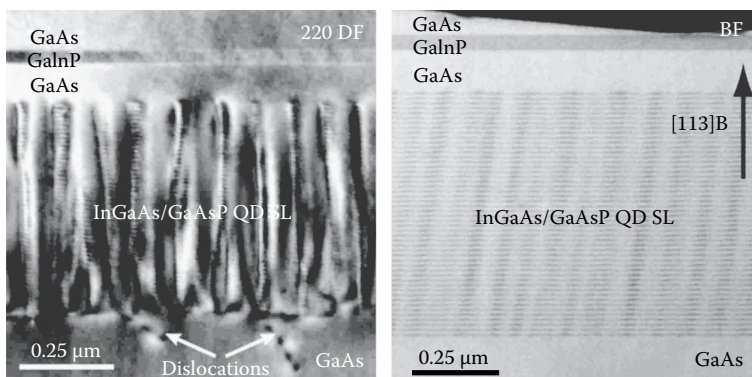 GaAs
220 DF
GaInP
GaAs
InGaAs/GaAsP QD SL
0.25 μm
Dislocations
GaAs
GaAs
BF
GaInP
GaAs
[113]B
InGaAs/GaAsP QD SL
0.25 μm
GaAs